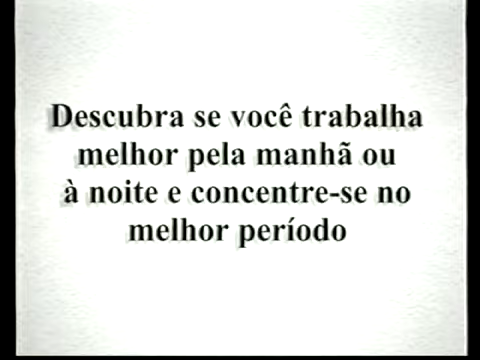 Descubra se você trabalha
melhor pela manhã ou
à noite e concentre-se no
melhor período